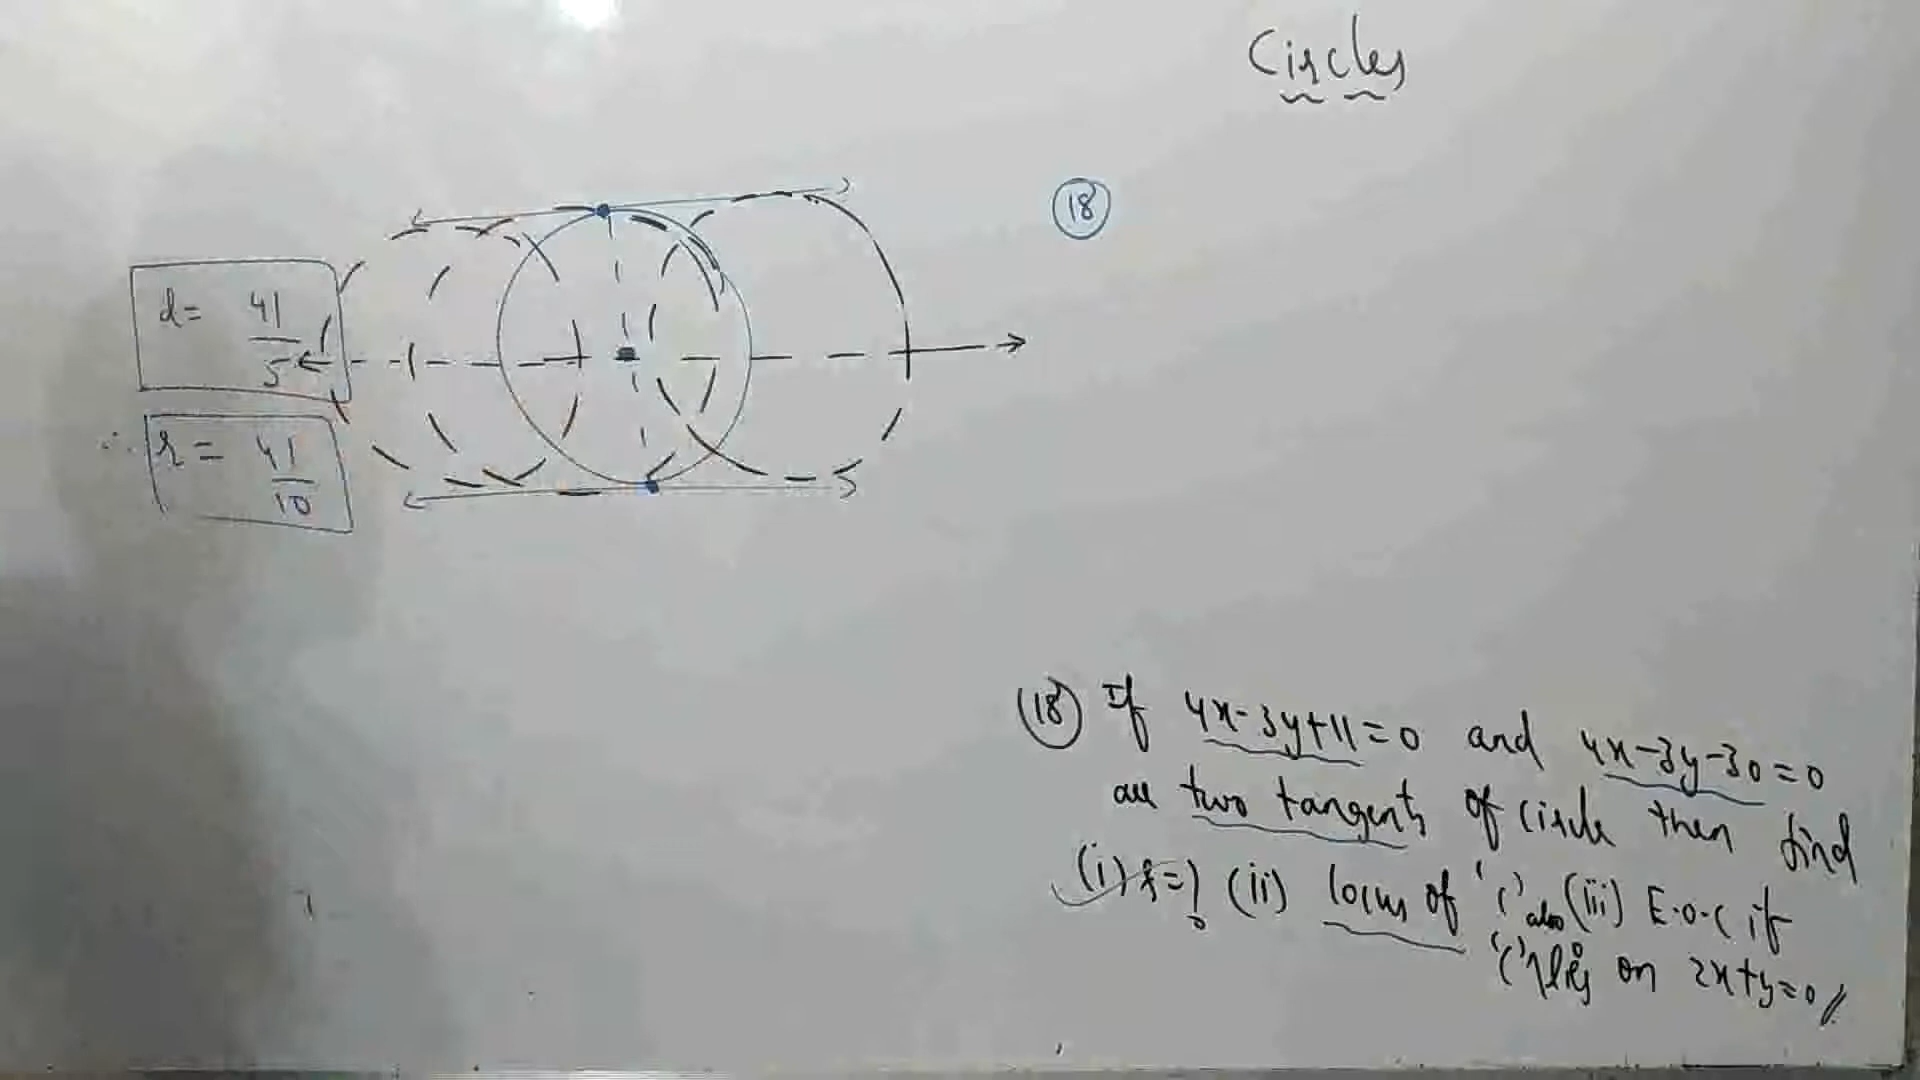 Circles
18
d= 41/5
∴ r= 41/10
(18) If 4x-3y+11=0 and 4x-3y-30=0
are two tangents of circle then find
(i) r=? (ii) locus of 'C' also (iii) E.O.C if
'C' lies on 2x+y=0//